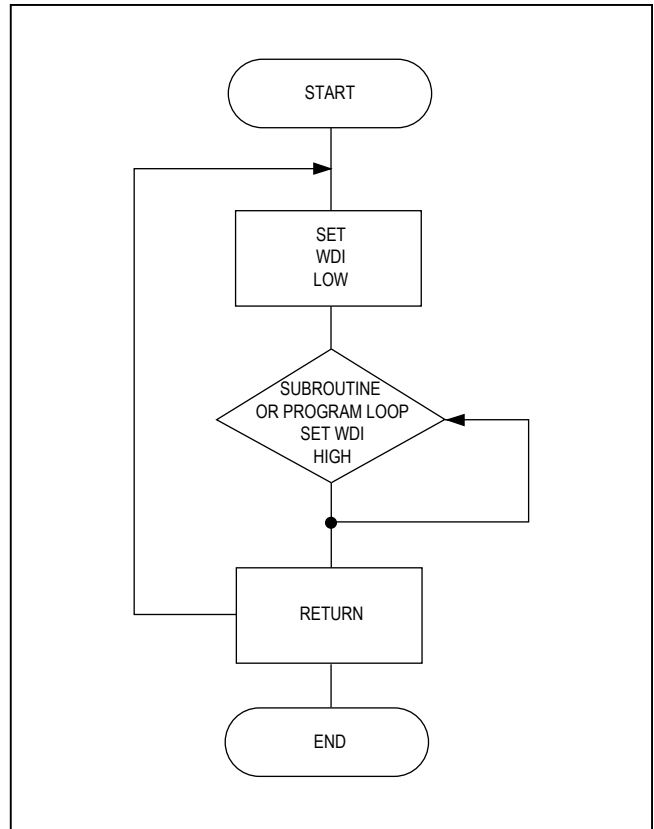 START
SET
WDI
LOW
SUBROUTINE
OR PROGRAM LOOP
SET WDI
HIGH
RETURN
END